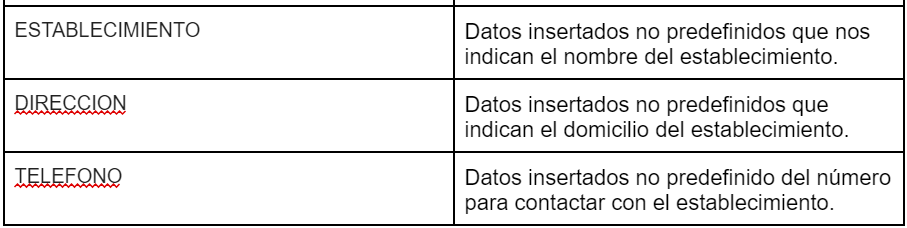 ESTABLECIMIENTO
Datos insertados no predefinidos que nos
indican el nombre del establecimiento.
DIRECCION
Datos insertados no predefinidos que
indican el domicilio del establecimiento.
TELEFONO
Datos insertados no predefinido del número
para contactar con el establecimiento.